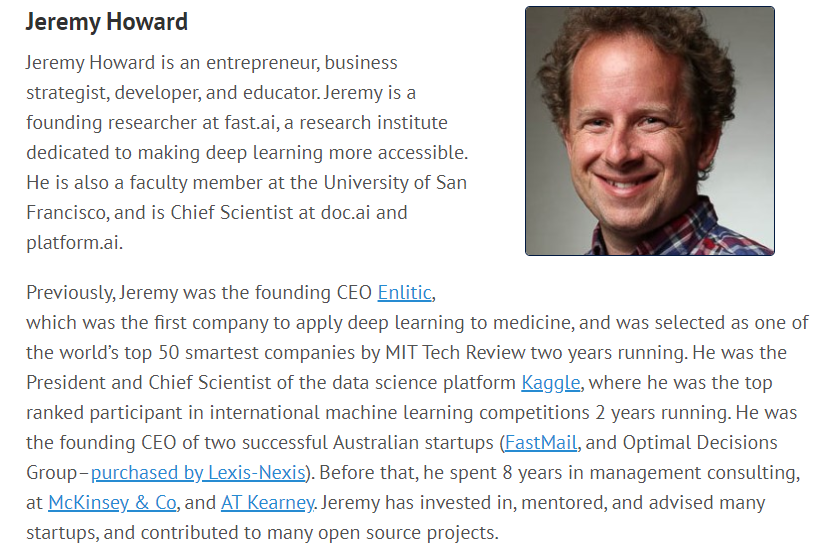 Jeremy Howard
Jeremy Howard is an entrepreneur, business
strategist, developer, and educator. Jeremy is a
founding researcher at fast.ai, a research institute
dedicated to making deep learning more accessible.
He is also a faculty member at the University of San
Francisco, and is Chief Scientist at doc.ai and
platform.ai.
Previously, Jeremy was the founding CEO Enlitic,
which was the first company to apply deep learning to medicine, and was selected as one of
the world’s top 50 smartest companies by MIT Tech Review two years running. He was the
President and Chief Scientist of the data science platform Kaggle, where he was the top
ranked participant in international machine learning competitions 2 years running. He was
the founding CEO of two successful Australian startups (FastMail, and Optimal Decisions
Group–purchased by Lexis-Nexis). Before that, he spent 8 years in management consulting,
at McKinsey & Co, and AT Kearney. Jeremy has invested in, mentored, and advised many
startups, and contributed to many open source projects.